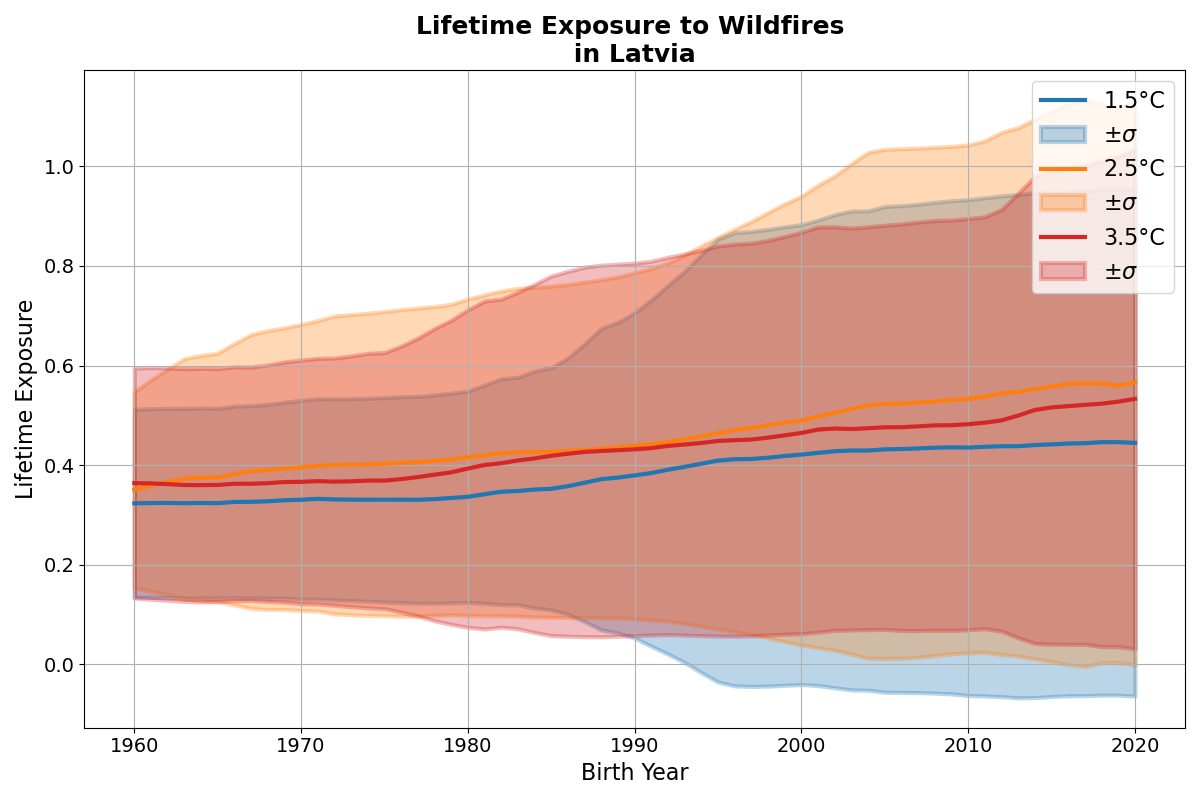 Lifetime Exposure to Wildfires
in Latvia
Lifetime Exposure
1.0
0.8
0.6
0.4
0.2
0.0
1960 1970 1980 1990 2000 2010 2020
Birth Year
1.5°C
±σ
2.5°C
±σ
3.5°C
±σ